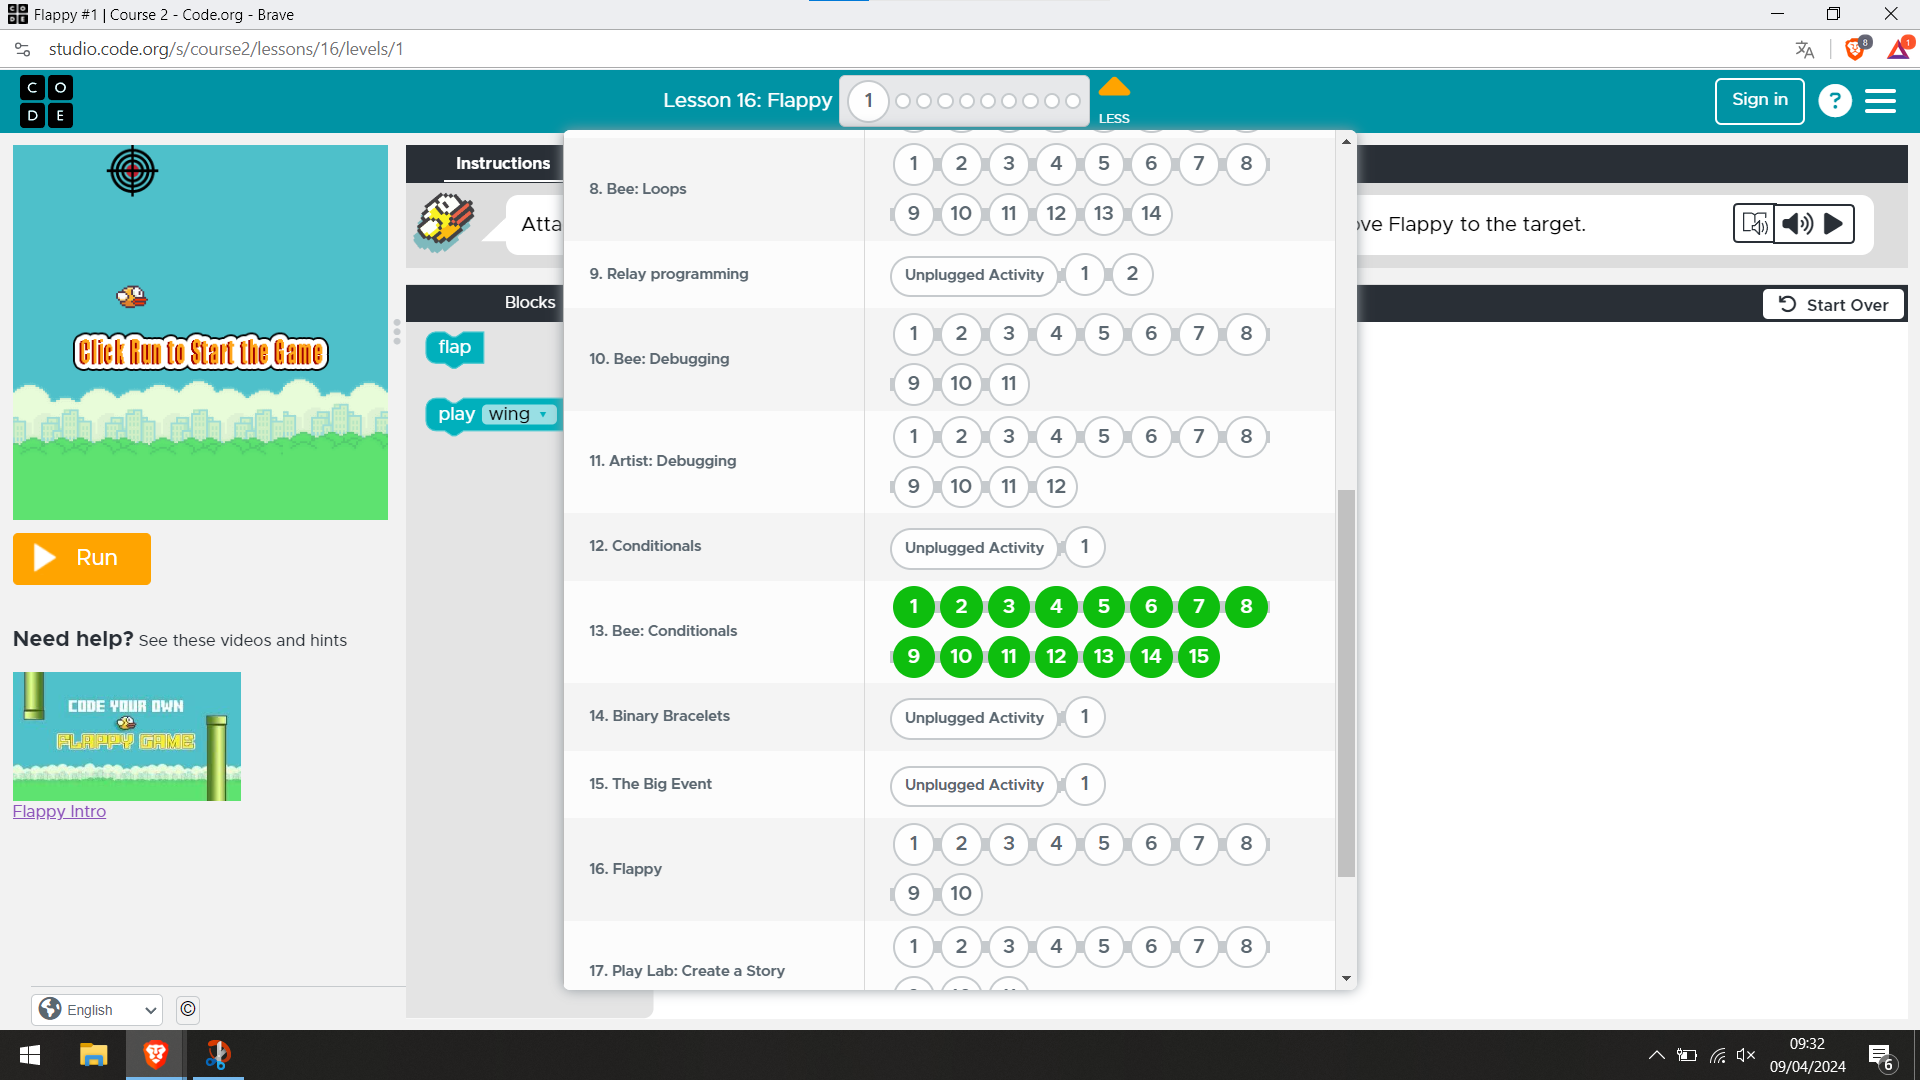 Flappy #1 | Course 2 - Code.org - Brave
studio.code.org/s/course2/lessons/16/levels/1
8
1
C O
D E
Lesson 16: Flappy
1
LESS
Sign in
?
Click Run to Start the Game
Run
Need help? See these videos and hints
CODE YOUR OWN
FLAPPY GAME
Flappy Intro
English
©
Instructions
Atta
ove Flappy to the target.
Blocks
Start Over
flap
play wing
8. Bee: Loops
1 2 3 4 5 6 7 8
9 10 11 12 13 14
9. Relay programming
Unplugged Activity 1 2
10. Bee: Debugging
1 2 3 4 5 6 7 8
9 10 11
11. Artist: Debugging
1 2 3 4 5 6 7 8
9 10 11 12
12. Conditionals
Unplugged Activity 1
13. Bee: Conditionals
1 2 3 4 5 6 7 8
9 10 11 12 13 14 15
14. Binary Bracelets
Unplugged Activity 1
15. The Big Event
Unplugged Activity 1
16. Flappy
1 2 3 4 5 6 7 8
9 10
17. Play Lab: Create a Story
1 2 3 4 5 6 7 8
09:32
09/04/2024
6